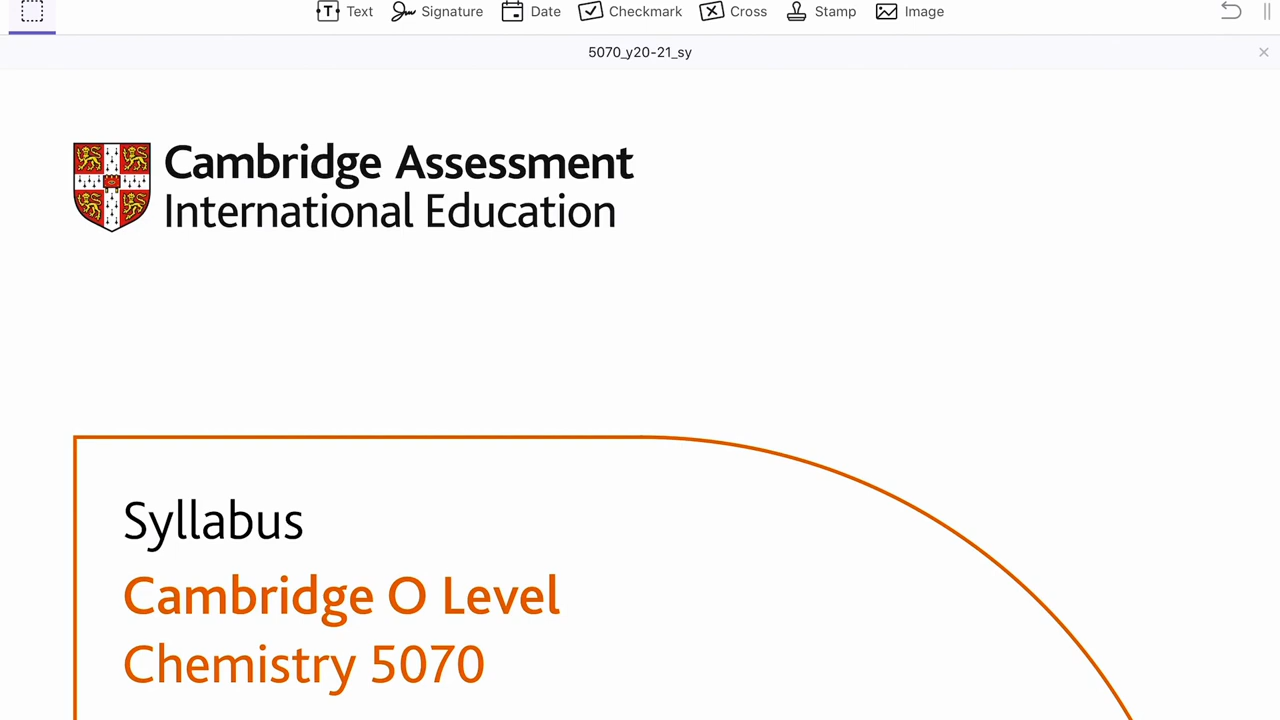 Text Signature Date Checkmark Cross Stamp Image
5070_y20-21_sy
Cambridge Assessment
International Education
Syllabus
Cambridge O Level
Chemistry 5070